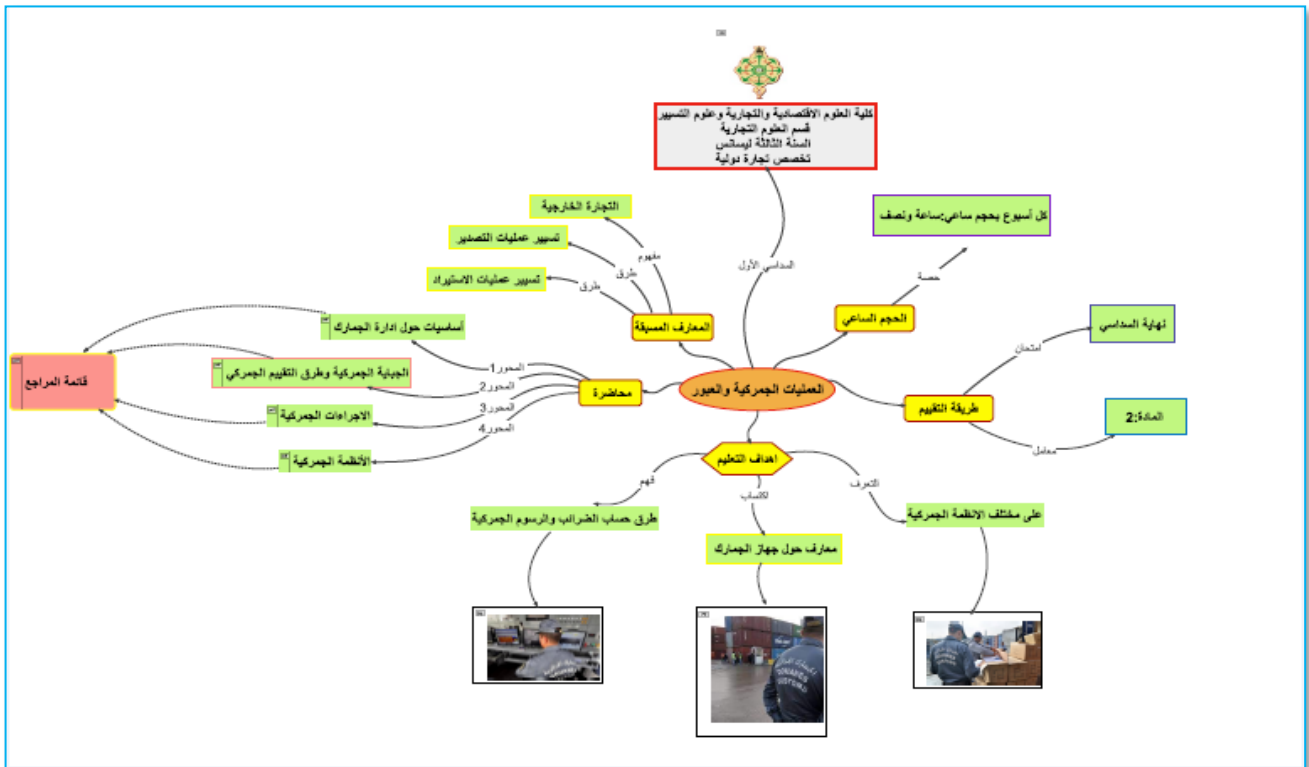 كلية العلوم الاقتصادية والتجارية وعلوم التسيير
قسم العلوم التجارية
السنة الثالثة ليسانس
تخصص تجارة دولية
السداسي الأول
كل أسبوع بحجم ساعي:ساعة ونصف
حصة
الحجم الساعي
التجارة الخارجية
مفهوم
تسيير عمليات التصدير
طرق
تسيير عمليات الاستيراد
طرق
المعارف المسبقة
نهاية السداسي
امتحان
طريقة التقييم
المادة:2
معامل
العمليات الجمركية والعبور
محاضرة
المحور1
أساسيات حول ادارة الجمارك
المحور2
الجباية الجمركية وطرق التقييم الجمركي
المحور3
الاجراءات الجمركية
المحور4
الأنظمة الجمركية
قائمة المراجع
اهداف التعليم
التعرف
على مختلف الانظمة الجمركية
اكتساب
معارف حول جهاز الجمارك
فهم
طرق حساب الضرائب والرسوم الجمركية
DOUANES
CUSTOMS